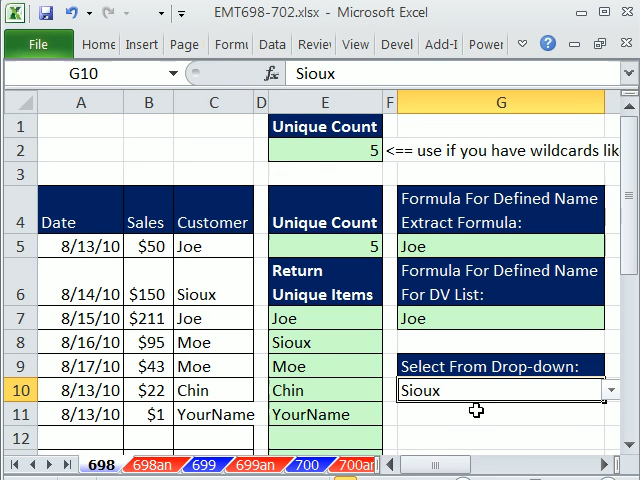 EMT698-702.xlsx - Microsoft Excel
File Home Insert Formu Data Reviev View Devel Add-I Power
G10 fx Sioux
A B C D E F G
1 Unique Count
2 5 <== use if you have wildcards lik
3
4 Date Sales Customer Unique Count Formula For Defined Name Extract Formula:
5 8/13/10 $50 Joe 5 Joe
6 8/14/10 $150 Sioux Return Unique Items Formula For Defined Name For DV List:
7 8/15/10 $211 Joe Joe Joe
8 8/16/10 $95 Moe Sioux
9 8/17/10 $43 Moe Moe Select From Drop-down:
10 8/13/10 $22 Chin Chin Sioux
11 8/13/10 $1 YourName YourName
12
698 698an 699 699an 700 700ar